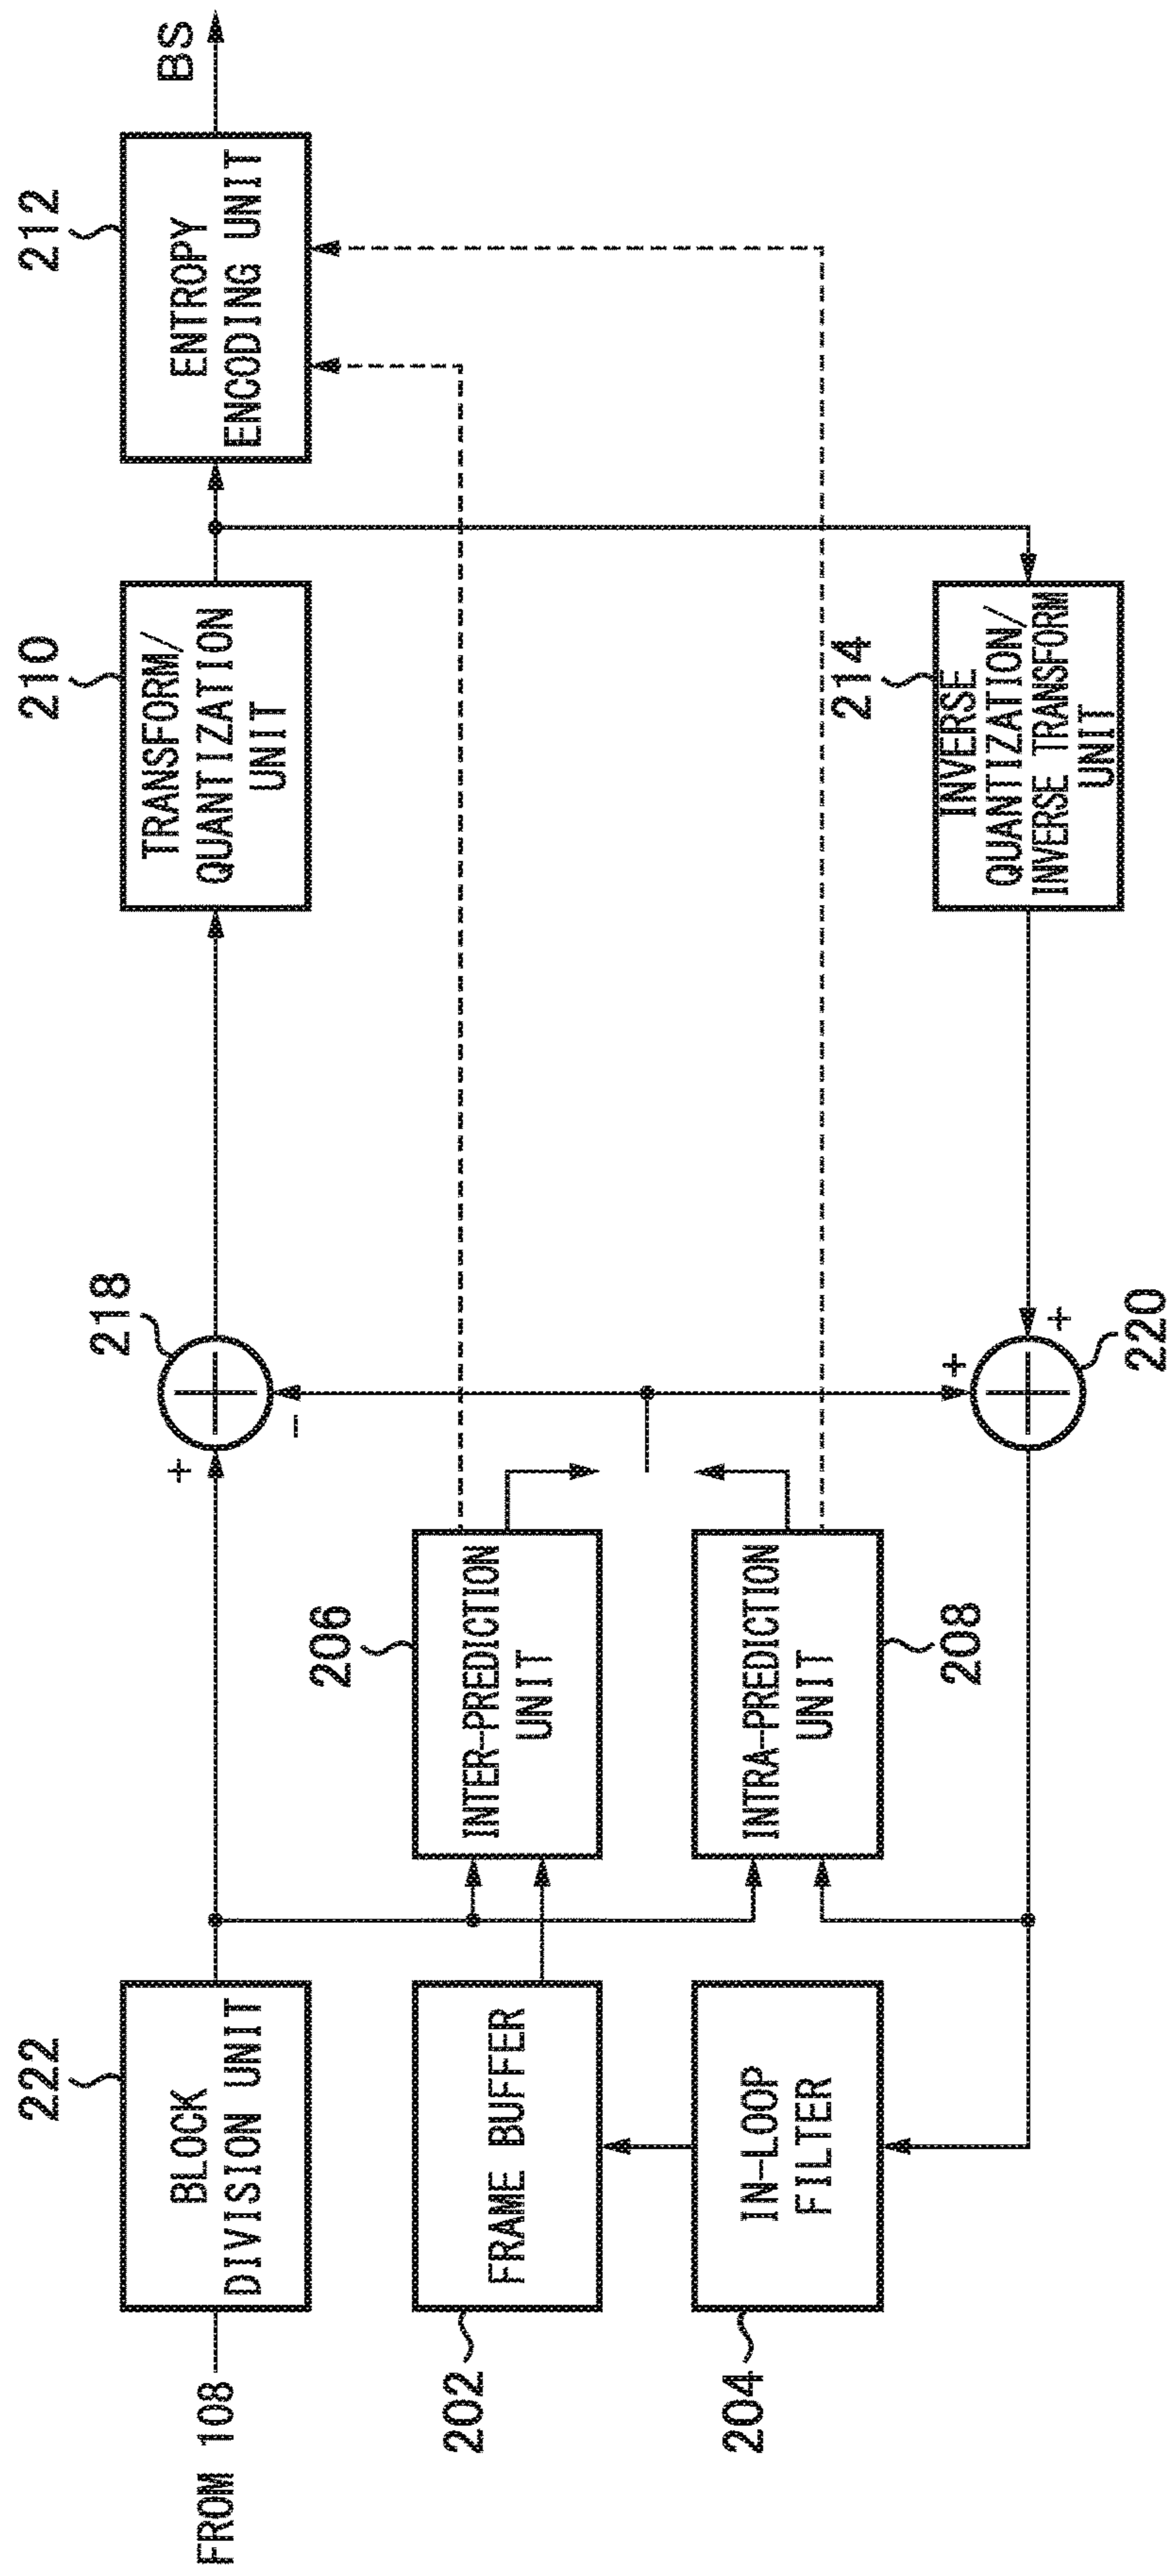 FROM 108
222
BLOCK
DIVISION UNIT
+
-
218
210
TRANSFORM/
QUANTIZATION
UNIT
212
ENTROPY
ENCODING UNIT
BS
202
FRAME BUFFER
206
INTER-PREDICTION
UNIT
204
IN-LOOP
FILTER
INTRA-PREDICTION
UNIT
208
214
INVERSE
QUANTIZATION/
INVERSE TRANSFORM
UNIT
+
+
220